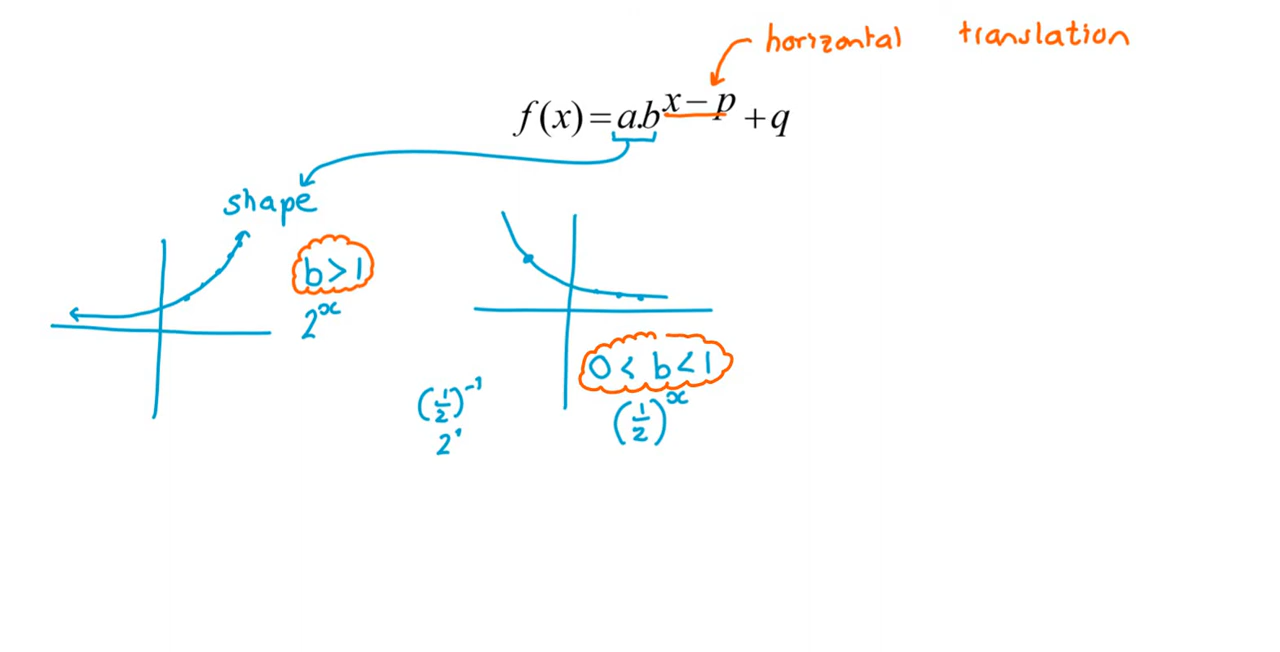 horizontal translation
f(x)=a.b^{x-p}+q
shape
b>1
2^x
0<b<1
(1/2)^{-1}
(1/2)^x
2^1